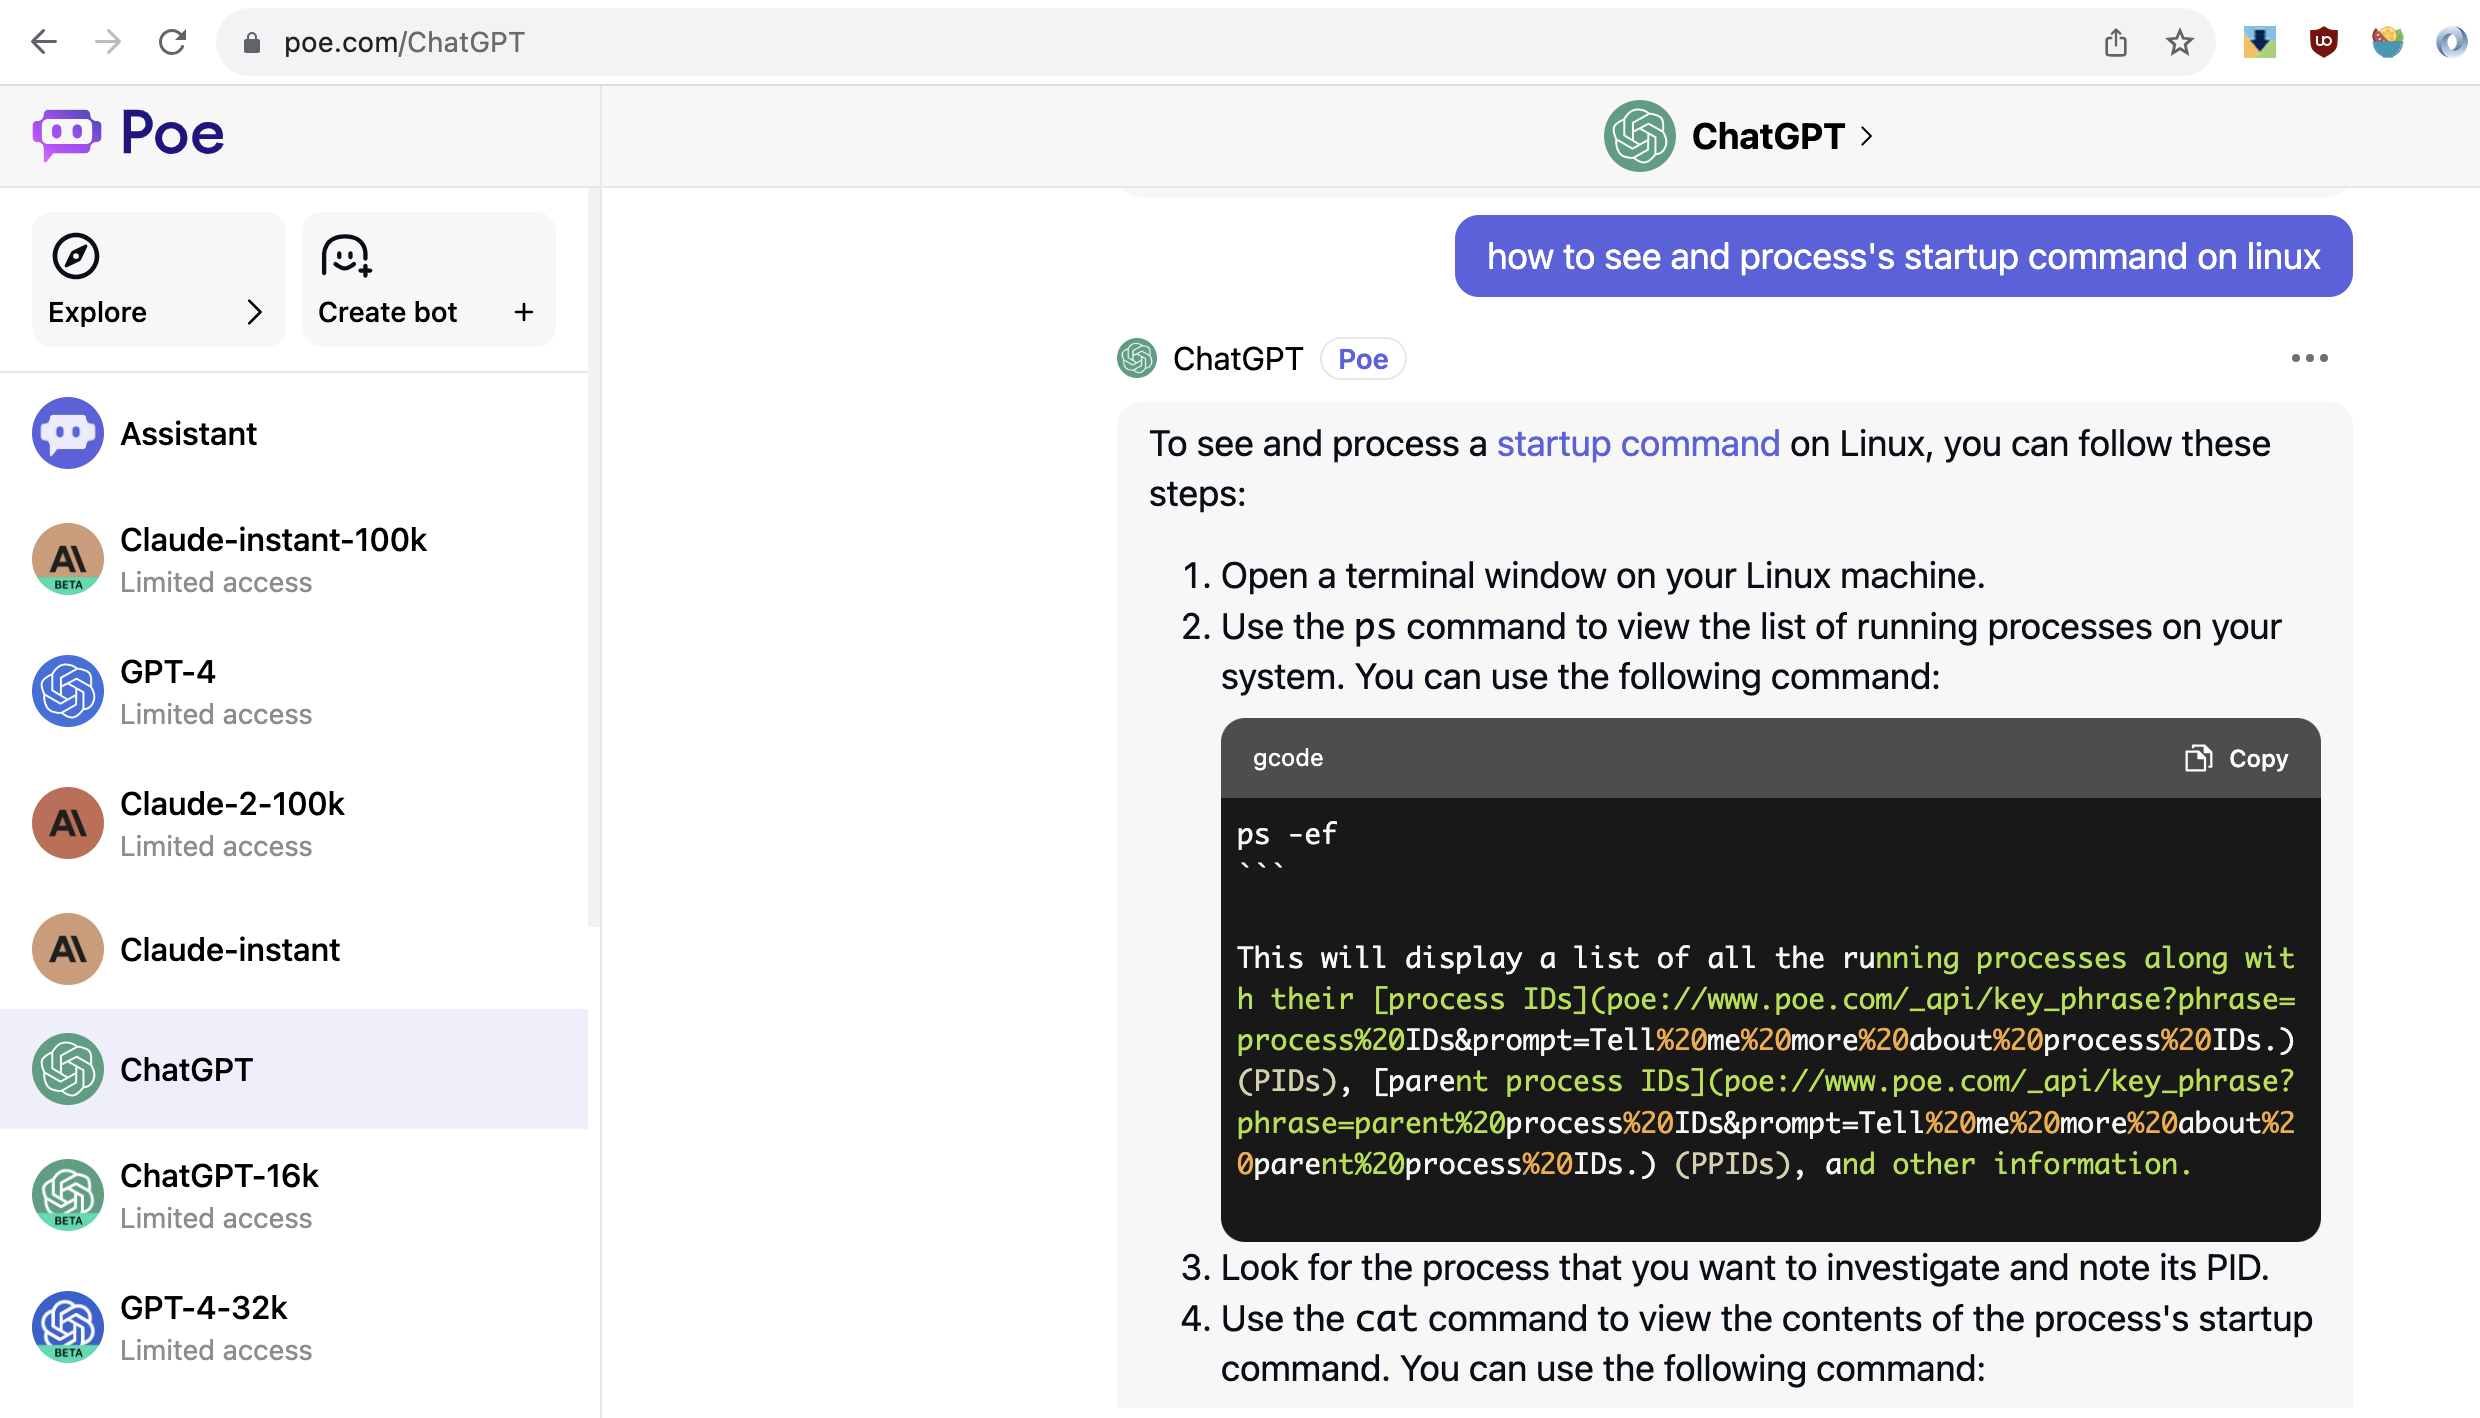 poe.com/ChatGPT
Poe
ChatGPT
Explore
Create bot
Assistant
Claude-instant-100k
Limited access
BETA
GPT-4
Limited access
Claude-2-100k
Limited access
Claude-instant
ChatGPT
ChatGPT-16k
Limited access
BETA
GPT-4-32k
Limited access
BETA
how to see and process's startup command on linux
ChatGPT Poe
To see and process a startup command on Linux, you can follow these
steps:
1. Open a terminal window on your Linux machine.
2. Use the ps command to view the list of running processes on your
system. You can use the following command:
gcode Copy
ps -ef
```
This will display a list of all the running processes along wit
h their [process IDs](poe://www.poe.com/_api/key_phrase?phrase=
process%20IDs&prompt=Tell%20me%20more%20about%20process%20IDs.)
(PIDs), [parent process IDs](poe://www.poe.com/_api/key_phrase?
phrase=parent%20process%20IDs&prompt=Tell%20me%20more%20about%2
0parent%20process%20IDs.) (PPIDs), and other information.
3. Look for the process that you want to investigate and note its PID.
4. Use the cat command to view the contents of the process's startup
command. You can use the following command: